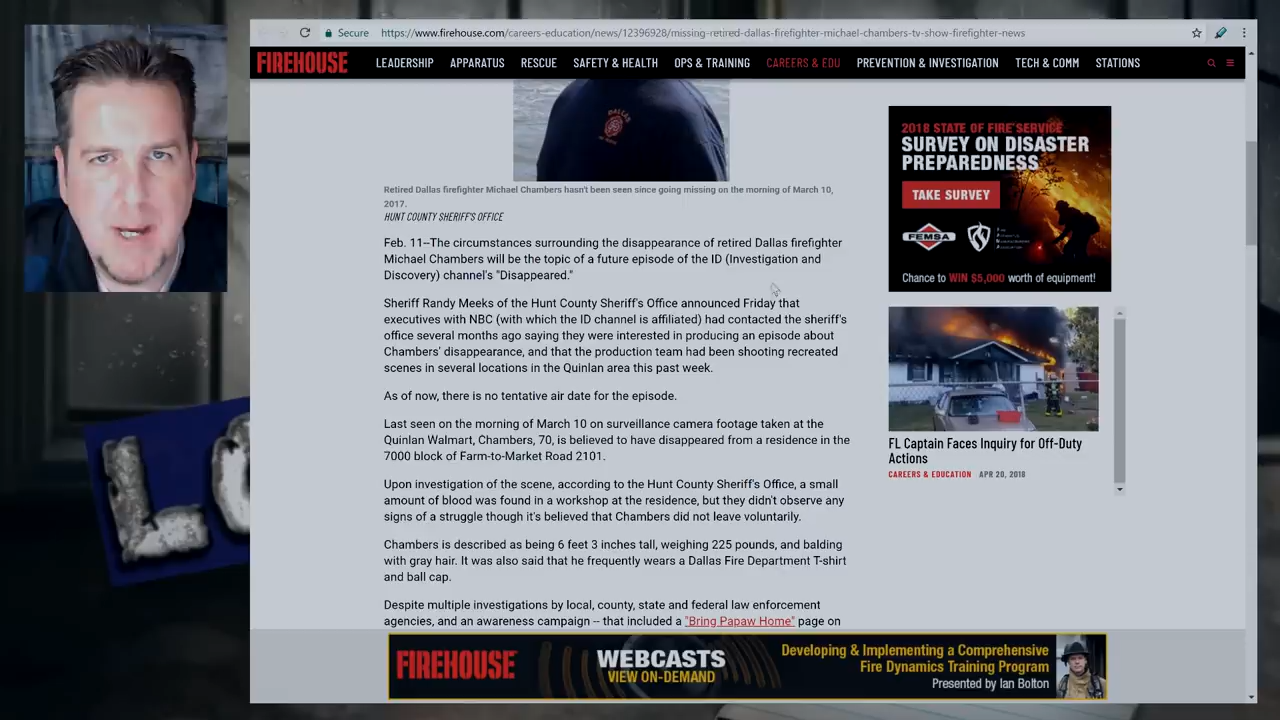 Secure
https://www.firehouse.com/careers-education/news/12396928/missing-retired-dallas-firefighter-michael-chambers-tv-show-firefighter-news
FIREHOUSE
LEADERSHIP
APPARATUS
RESCUE
SAFETY & HEALTH
OPS & TRAINING
CAREERS & EDU
PREVENTION & INVESTIGATION
TECH & COMM
STATIONS
DALLAS
Retired Dallas firefighter Michael Chambers hasn't been seen since going missing on the morning of March 10,
2017.
HUNT COUNTY SHERIFF'S OFFICE
Feb. 11--The circumstances surrounding the disappearance of retired Dallas firefighter
Michael Chambers will be the topic of a future episode of the ID (Investigation and
Discovery) channel's "Disappeared."
Sheriff Randy Meeks of the Hunt County Sheriff's Office announced Friday that
executives with NBC (with which the ID channel is affiliated) had contacted the sheriff's
office several months ago saying they were interested in producing an episode about
Chambers' disappearance, and that the production team had been shooting recreated
scenes in several locations in the Quinlan area this past week.
As of now, there is no tentative air date for the episode.
Last seen on the morning of March 10 on surveillance camera footage taken at the
Quinlan Walmart, Chambers, 70, is believed to have disappeared from a residence in the
7000 block of Farm-to-Market Road 2101.
Upon investigation of the scene, according to the Hunt County Sheriff's Office, a small
amount of blood was found in a workshop at the residence, but they didn't observe any
signs of a struggle though it's believed that Chambers did not leave voluntarily.
Chambers is described as being 6 feet 3 inches tall, weighing 225 pounds, and balding
with gray hair. It was also said that he frequently wears a Dallas Fire Department T-shirt
and ball cap.
Despite multiple investigations by local, county, state and federal law enforcement
agencies, and an awareness campaign -- that included a "Bring Papaw Home" page on
2018 STATE OF FIRE SERVICE
SURVEY ON DISASTER
PREPAREDNESS
TAKE SURVEY
FEMSA
Chance to WIN $5,000 worth of equipment!
FL Captain Faces Inquiry for Off-Duty
Actions
CAREERS & EDUCATION APR 20, 2018
FIREHOUSE
WEBCASTS
VIEW ON-DEMAND
Developing & Implementing a Comprehensive
Fire Dynamics Training Program
Presented by Ian Bolton